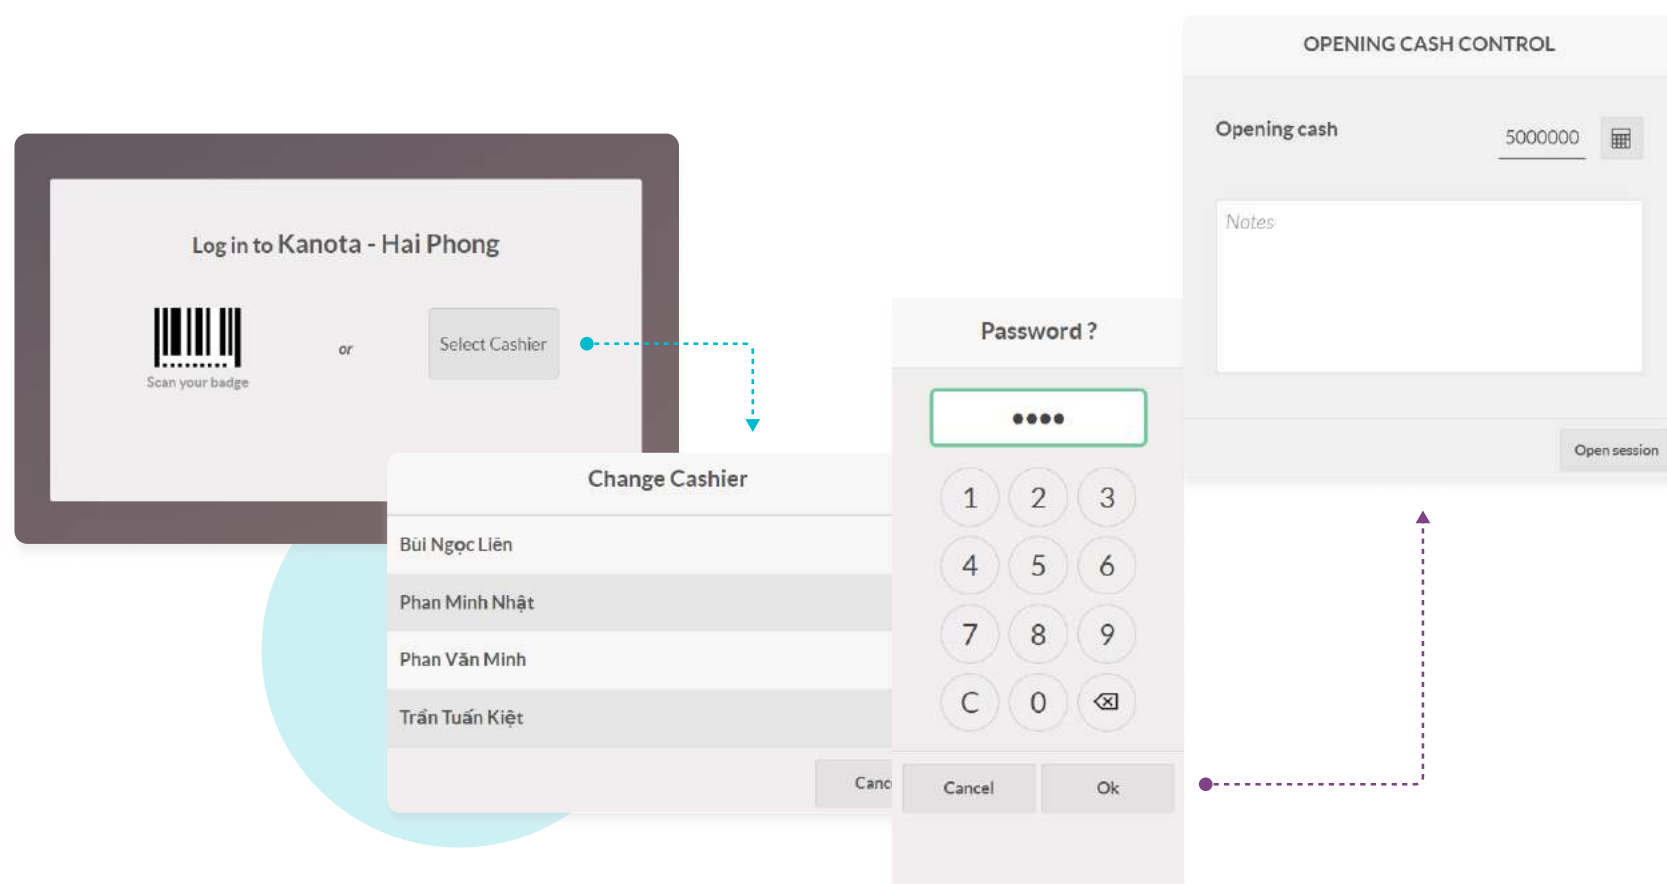 Log in to Kanota - Hai Phong
Scan your badge
or
Select Cashier
Change Cashier
Bùi Ngọc Liên
Phan Minh Nhật
Phan Văn Minh
Trần Tuấn Kiệt
Canc
Password ?
1 2 3
4 5 6
7 8 9
C 0
Cancel Ok
OPENING CASH CONTROL
Opening cash 5000000
Notes
Open session